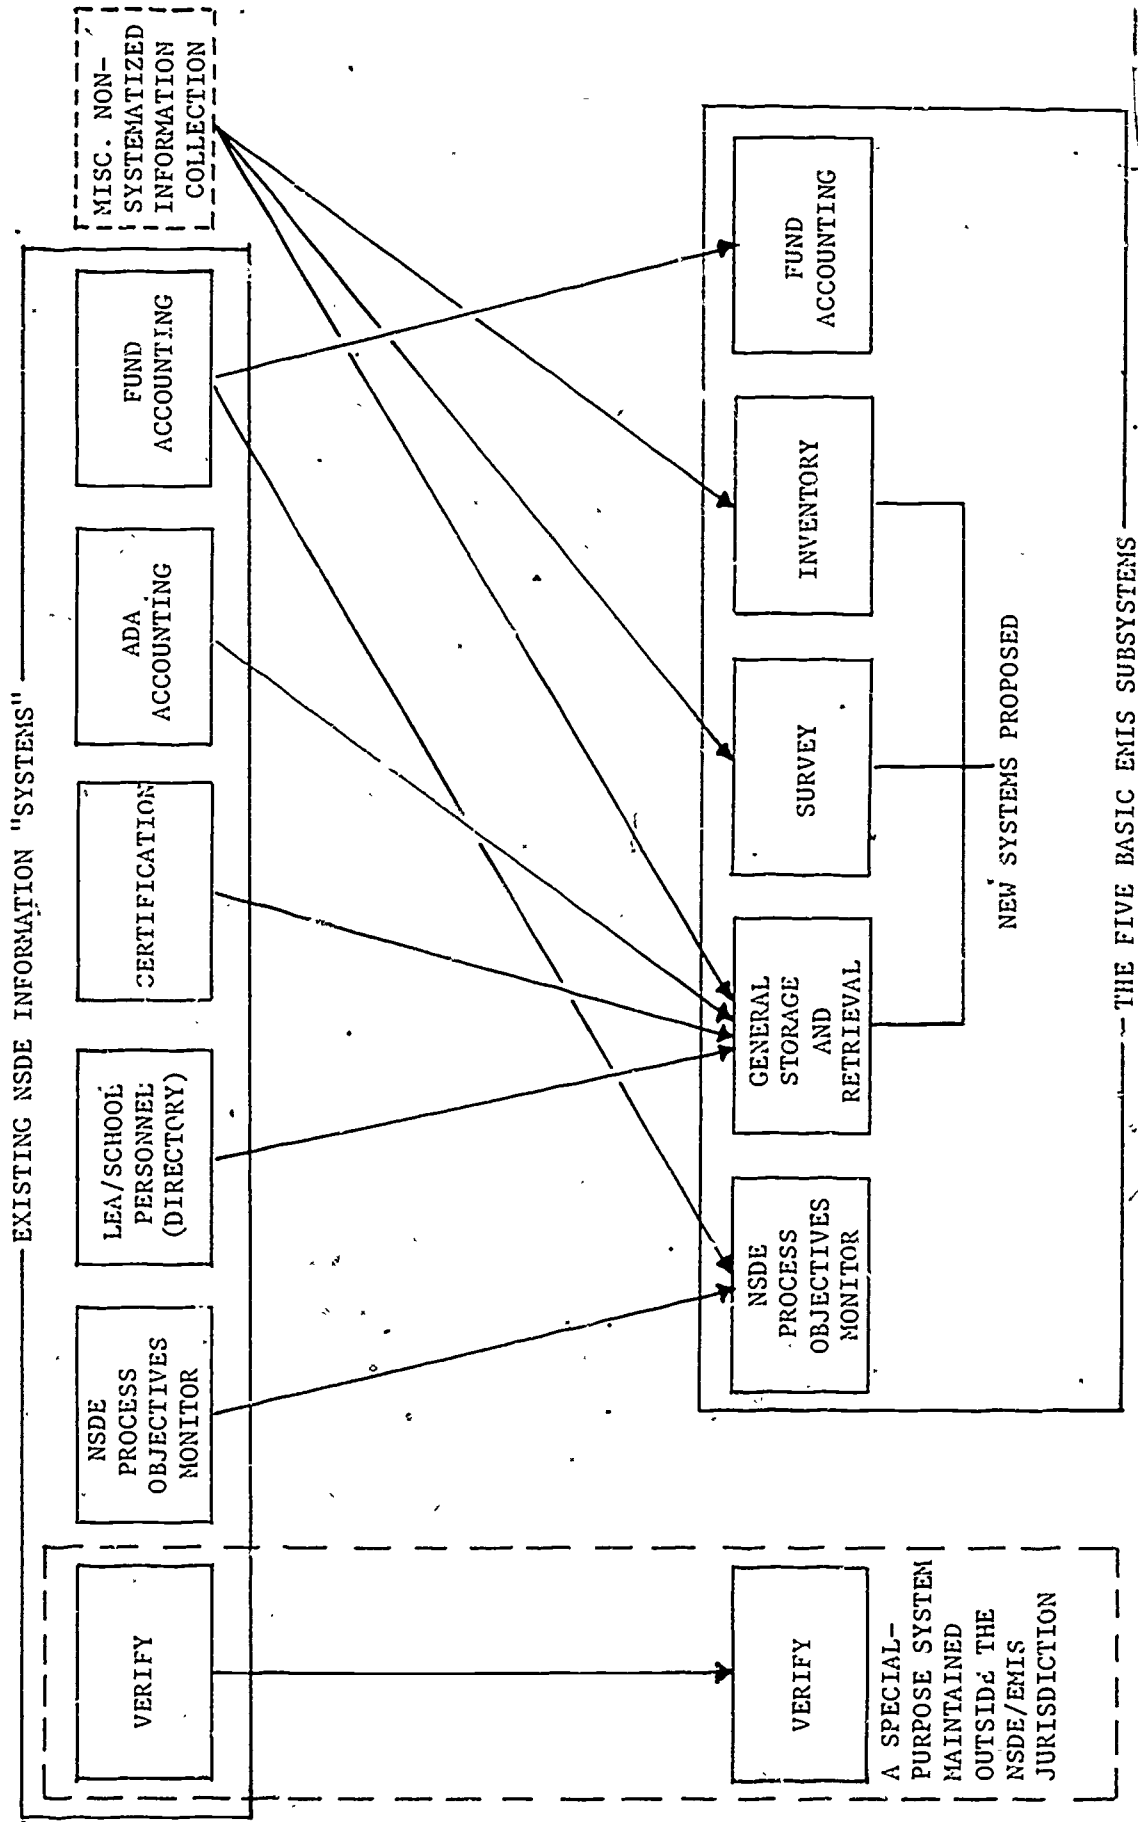 EXISTING NSDE INFORMATION "SYSTEMS"
VERIFY
NSDE
PROCESS
OBJECTIVES
MONITOR
LEA/SCHOOL
PERSONNEL
(DIRECTORY)
CERTIFICATION
ADA
ACCOUNTING
FUND
ACCOUNTING
MISC. NON-
SYSTEMATIZED
INFORMATION
COLLECTION
VERIFY
A SPECIAL-
PURPOSE SYSTEM
MAINTAINED
OUTSIDE THE
NSDE/EMIS
JURISDICTION
NSDE
PROCESS
OBJECTIVES
MONITOR
GENERAL
STORAGE
AND
RETRIEVAL
SURVEY
INVENTORY
FUND
ACCOUNTING
NEW SYSTEMS PROPOSED
THE FIVE BASIC EMIS SUBSYSTEMS